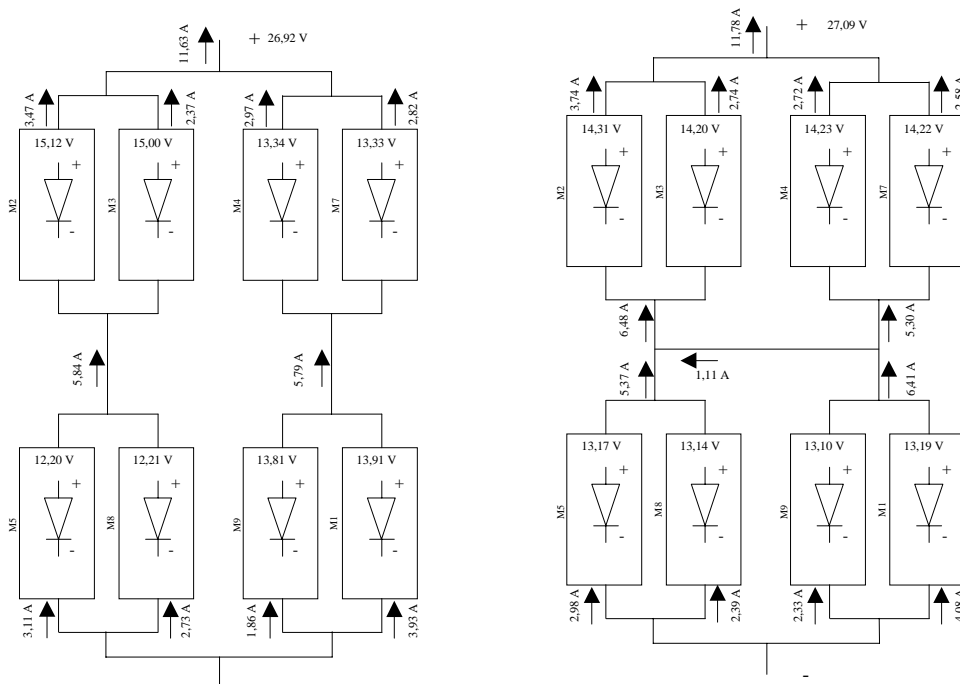 11,63 A
+ 26,92 V
3,47 A
2,37 A
2,97 A
2,82 A
15,12 V
15,00 V
13,34 V
13,33 V
+
+
+
+
M2
M3
M4
M7
-
-
-
-
5,84 A
5,79 A
12,20 V
12,21 V
13,81 V
13,91 V
+
+
+
+
M5
M8
M9
M1
-
-
-
-
3,11 A
2,73 A
1,86 A
3,93 A
11,78 A
+ 27,09 V
3,74 A
2,74 A
2,72 A
2,58 A
14,31 V
14,20 V
14,23 V
14,22 V
+
+
+
+
M2
M3
M4
M7
-
-
-
-
6,48 A
5,30 A
1,11 A
5,37 A
6,41 A
13,17 V
13,14 V
13,10 V
13,19 V
+
+
+
+
M5
M8
M9
M1
-
-
-
-
2,98 A
2,39 A
2,33 A
4,08 A
-